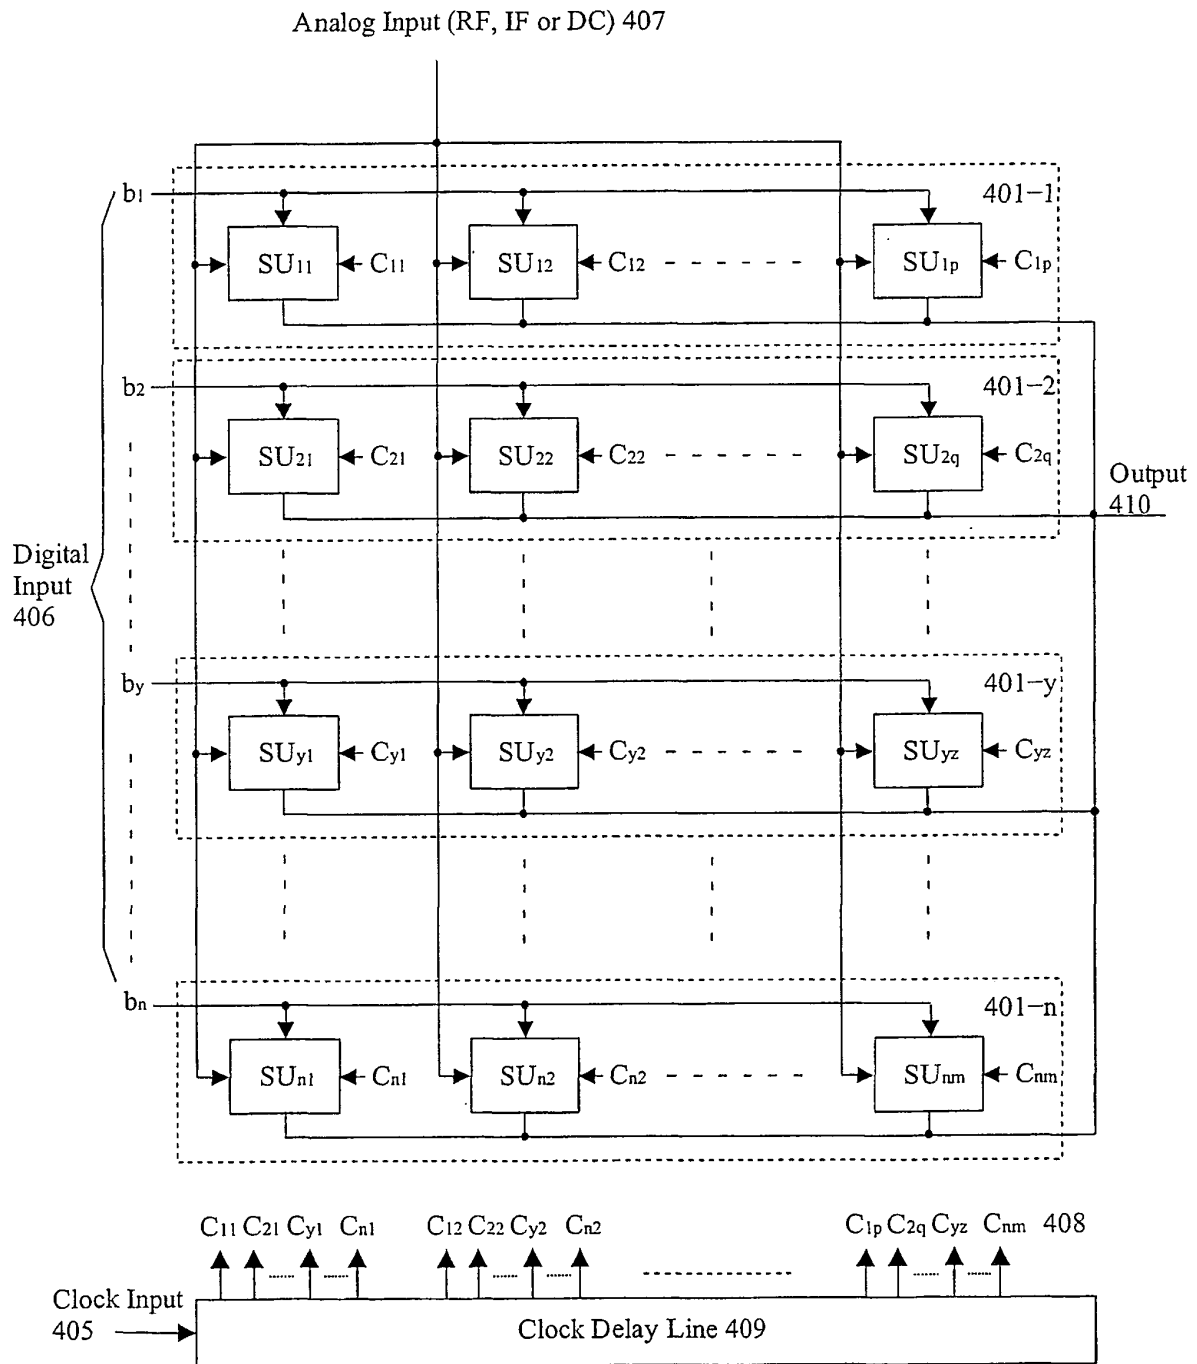 Analog Input (RF, IF or DC) 407
b1
401-1
SU11
C11
SU12
C12
SU1p
C1p
b2
401-2
SU21
C21
SU22
C22
SU2q
C2q
Output
410
Digital
Input
406
by
401-y
SUy1
Cy1
SUy2
Cy2
SUyz
Cyz
bn
401-n
SUn1
Cn1
SUn2
Cn2
SUnm
Cnm
C11 C21 Cy1 Cn1 C12 C22 Cy2 Cn2 C1p C2q Cyz Cnm 408
Clock Input
405
Clock Delay Line 409